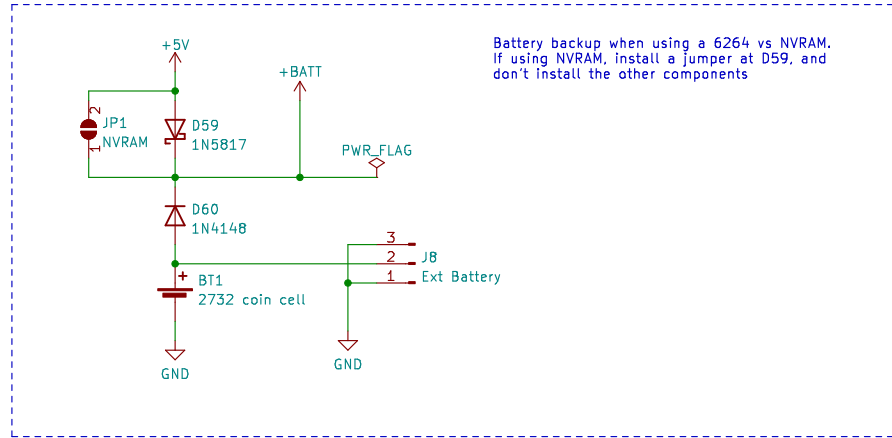 Battery backup when using a 6264 vs NVRAM.
If using NVRAM, install a jumper at D59, and
don't install the other components
+5V
+BATT
2
JP1
NVRAM
1
D59
1N5817
PWR_FLAG
D60
1N4148
3
2
1
J8
Ext Battery
+
BT1
2732 coin cell
GND
GND